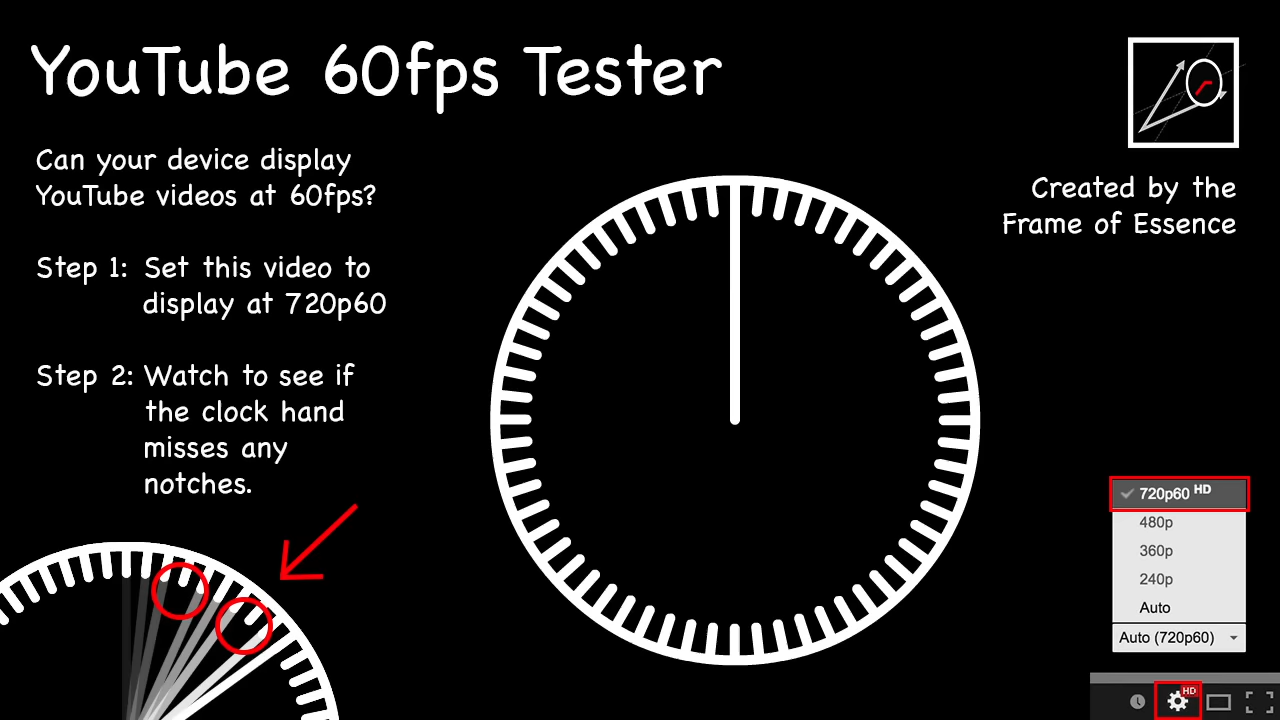 YouTube 60fps Tester
Can your device display
YouTube videos at 60fps?
Step 1: Set this video to
display at 720p60
Step 2: Watch to see if
the clock hand
misses any
notches.
Created by the
Frame of Essence
720p60 HD
480p
360p
240p
Auto
Auto (720p60)
HD